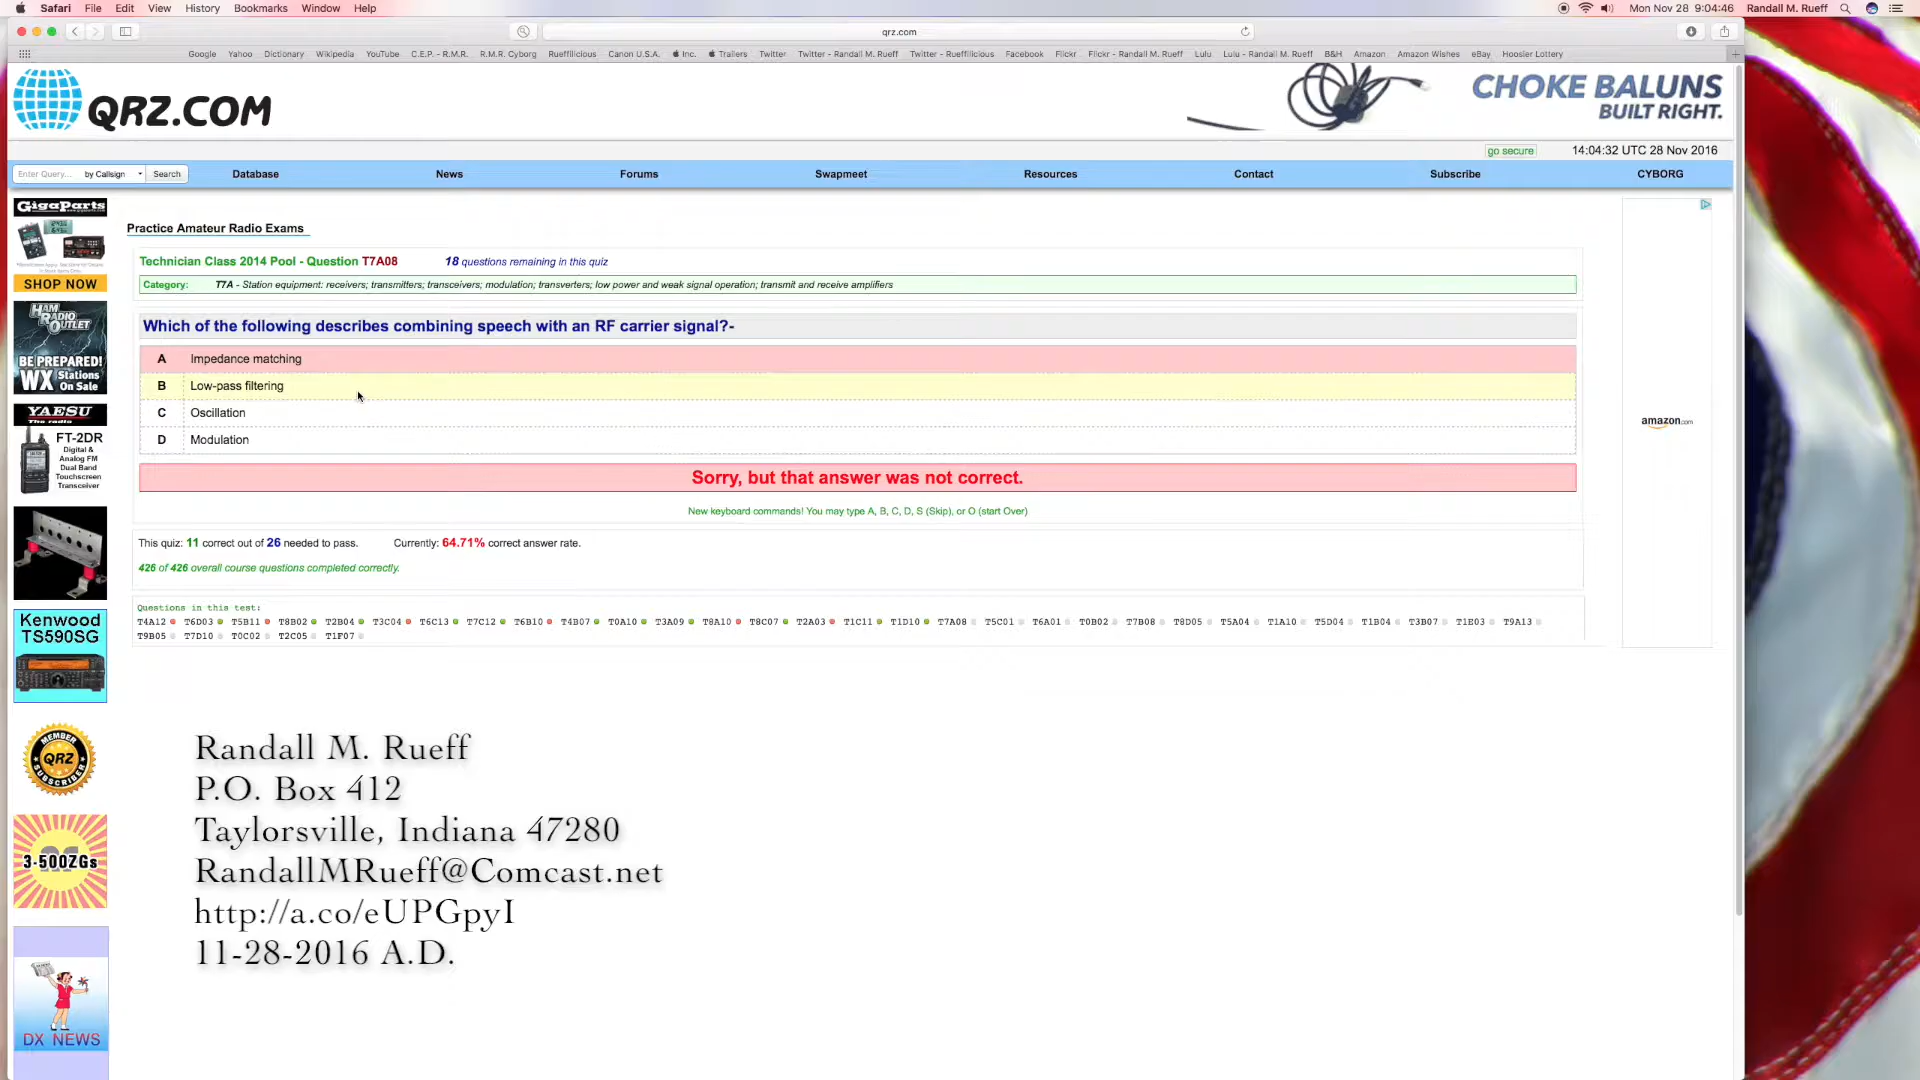 Safari File Edit View History Bookmarks Window Help Mon Nov 28 9:04:46 Randall M. Rueff
qrz.com
Google Yahoo Dictionary Wikipedia YouTube C.E.P. - R.M.R. R.M.R. Cyborg Rueffilicious Canon U.S.A. Inc. Trailers Twitter Twitter - Randall M. Rueff Twitter - Rueffilicious Facebook Flickr Flickr - Randall M. Rueff Lulu Lulu - Randall M. Rueff B&H Amazon Amazon Wishes eBay Hoosier Lottery
QRZ.COM
CHOKE BALUNS
BUILT RIGHT.
go secure 14:04:32 UTC 28 Nov 2016
Enter Query... by Callsign Search Database News Forums Swapmeet Resources Contact Subscribe CYBORG
GigaParts
SHOP NOW
HAM RADIO OUTLET
BE PREPARED!
WX Stations On Sale
YAESU
The radio
FT-2DR
Digital &
Analog FM
Dual Band
Touchscreen
Transceiver
Kenwood
TS590SG
MEMBER
QRZ
SUBSCRIBER
3-500ZGs
DX NEWS
Practice Amateur Radio Exams
Technician Class 2014 Pool - Question T7A08 18 questions remaining in this quiz
Category: T7A - Station equipment: receivers; transmitters; transceivers; modulation; transverters; low power and weak signal operation; transmit and receive amplifiers
Which of the following describes combining speech with an RF carrier signal?-
A Impedance matching
B Low-pass filtering
C Oscillation
D Modulation
Sorry, but that answer was not correct.
New keyboard commands! You may type A, B, C, D, S (Skip), or O (start Over)
This quiz: 11 correct out of 26 needed to pass. Currently: 64.71% correct answer rate.
426 of 426 overall course questions completed correctly.
Questions in this test:
T4A12 T6D03 T5B11 T8B02 T2B04 T3C04 T6C13 T7C12 T6B10 T4B07 T0A10 T3A09 T8A10 T8C07 T2A03 T1C11 T1D10 T7A08 T5C01 T6A01 T0B02 T7B08 T8D05 T5A04 T1A10 T5D04 T1B04 T3B07 T1E03 T9A13
T9B05 T7D10 T0C02 T2C05 T1F07
amazon.com
Randall M. Rueff
P.O. Box 412
Taylorsville, Indiana 47280
RandallMRueff@Comcast.net
http://a.co/eUPGpyI
11-28-2016 A.D.